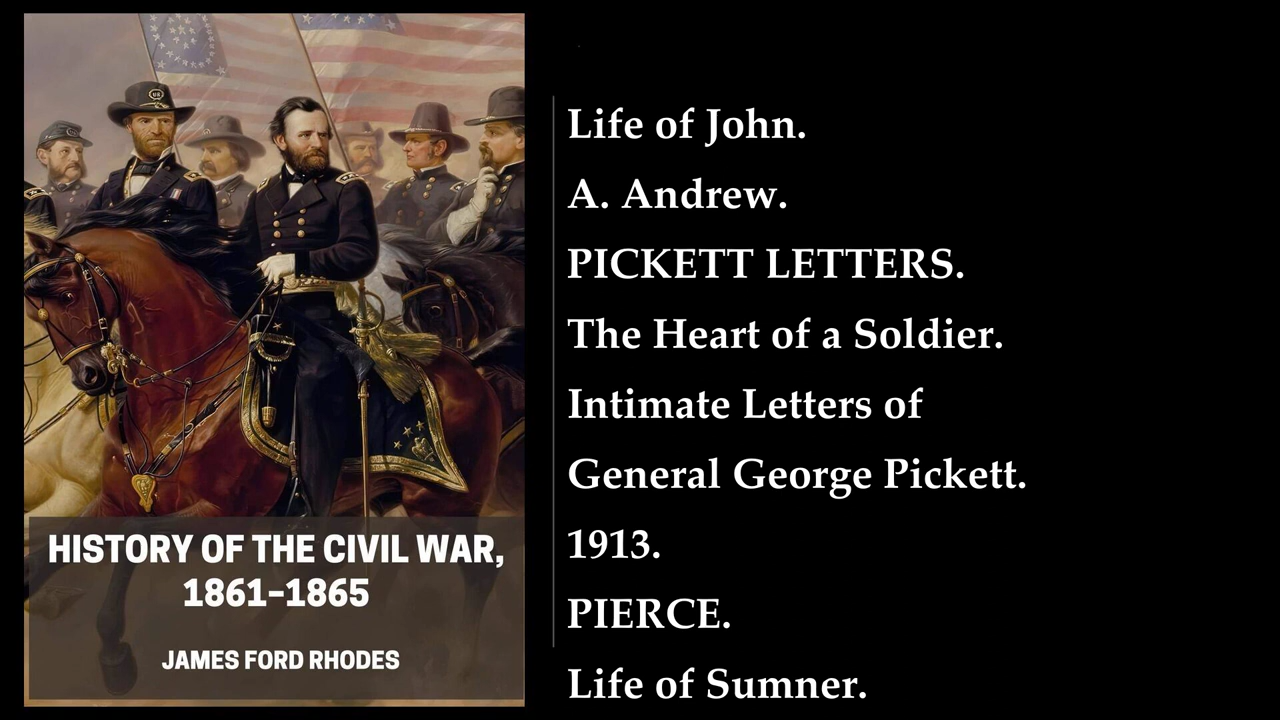 HISTORY OF THE CIVIL WAR,
1861–1865
JAMES FORD RHODES
Life of John.
A. Andrew.
PICKETT LETTERS.
The Heart of a Soldier.
Intimate Letters of
General George Pickett.
1913.
PIERCE.
Life of Sumner.